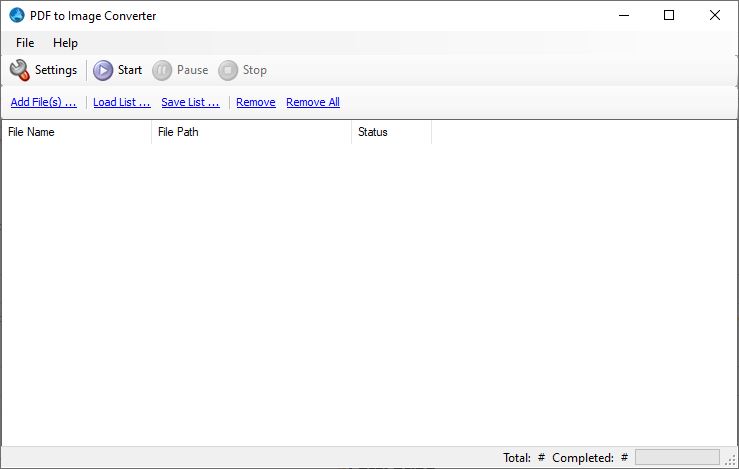 PDF to Image Converter
File Help
Settings Start Pause Stop
Add File(s) ... Load List ... Save List ... Remove Remove All
File Name File Path Status
Total: # Completed: #